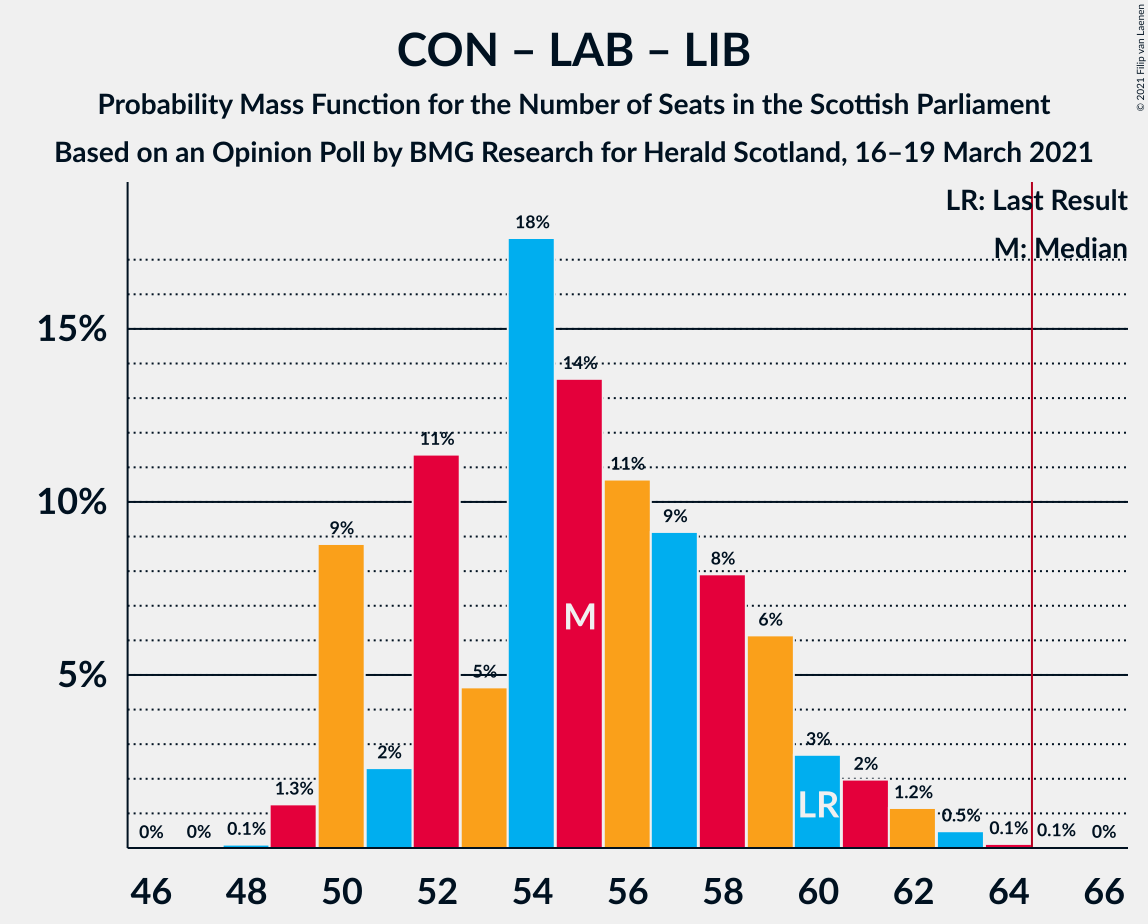 CON – LAB – LIB
Probability Mass Function for the Number of Seats in the Scottish Parliament
Based on an Opinion Poll by BMG Research for Herald Scotland, 16–19 March 2021
© 2021 Filip van Laenen
LR: Last Result
M: Median
15%
10%
5%
0%
0%
0.1%
1.3%
9%
2%
11%
5%
18%
14%
11%
9%
8%
6%
3%
2%
1.2%
0.5%
0.1%
0.1%
0%
M
LR
46 48 50 52 54 56 58 60 62 64 66